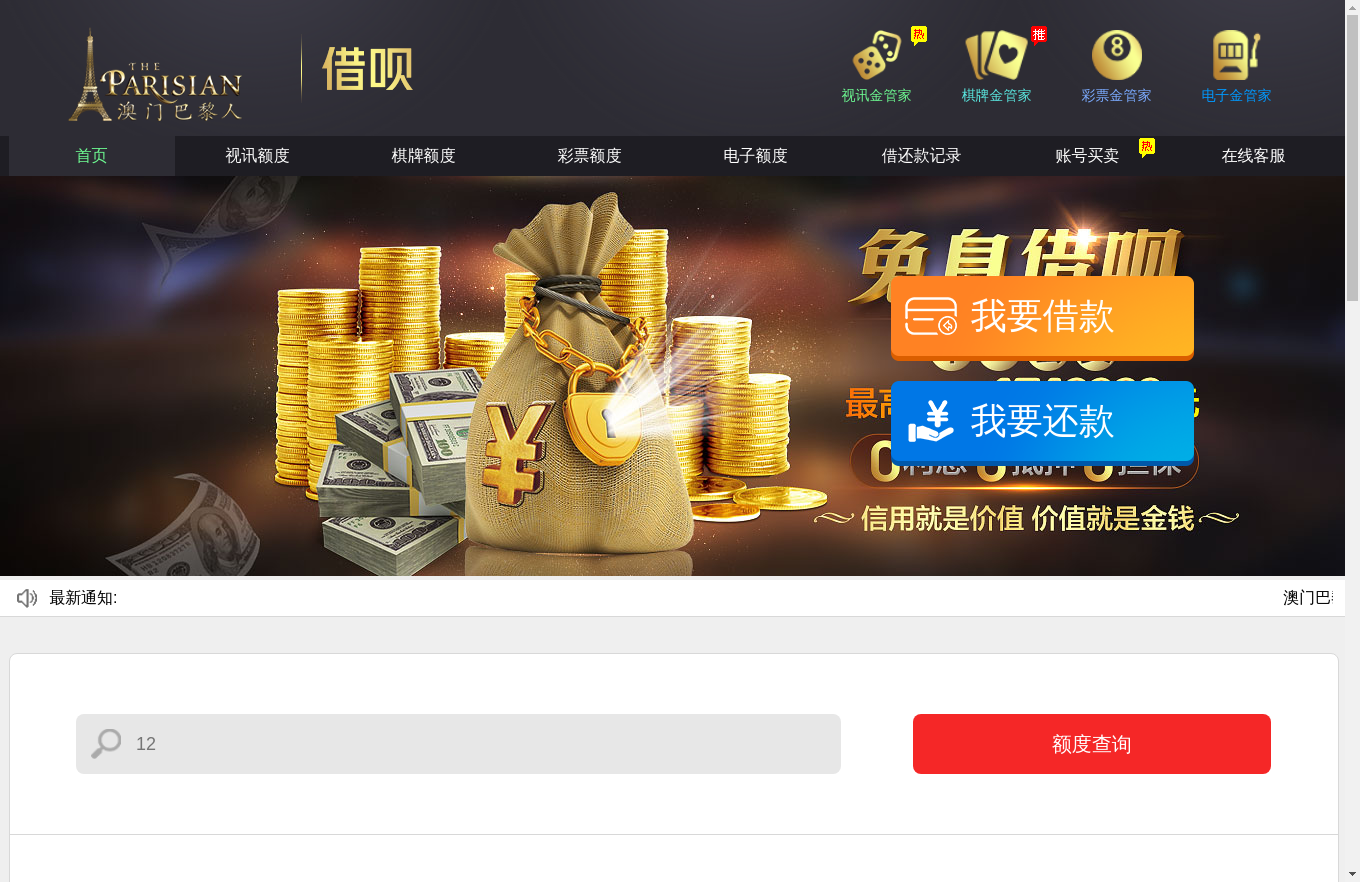 THE
PARISIAN
澳门巴黎人
借呗
热
推
8
视讯金管家
棋牌金管家
彩票金管家
电子金管家
首页
视讯额度
棋牌额度
彩票额度
电子额度
借还款记录
账号买卖
热
在线客服
免息借呗
我要借款
最高
我要还款
0利息 0抵押 0担保
信用就是价值 价值就是金钱
最新通知:
澳门巴
12
额度查询